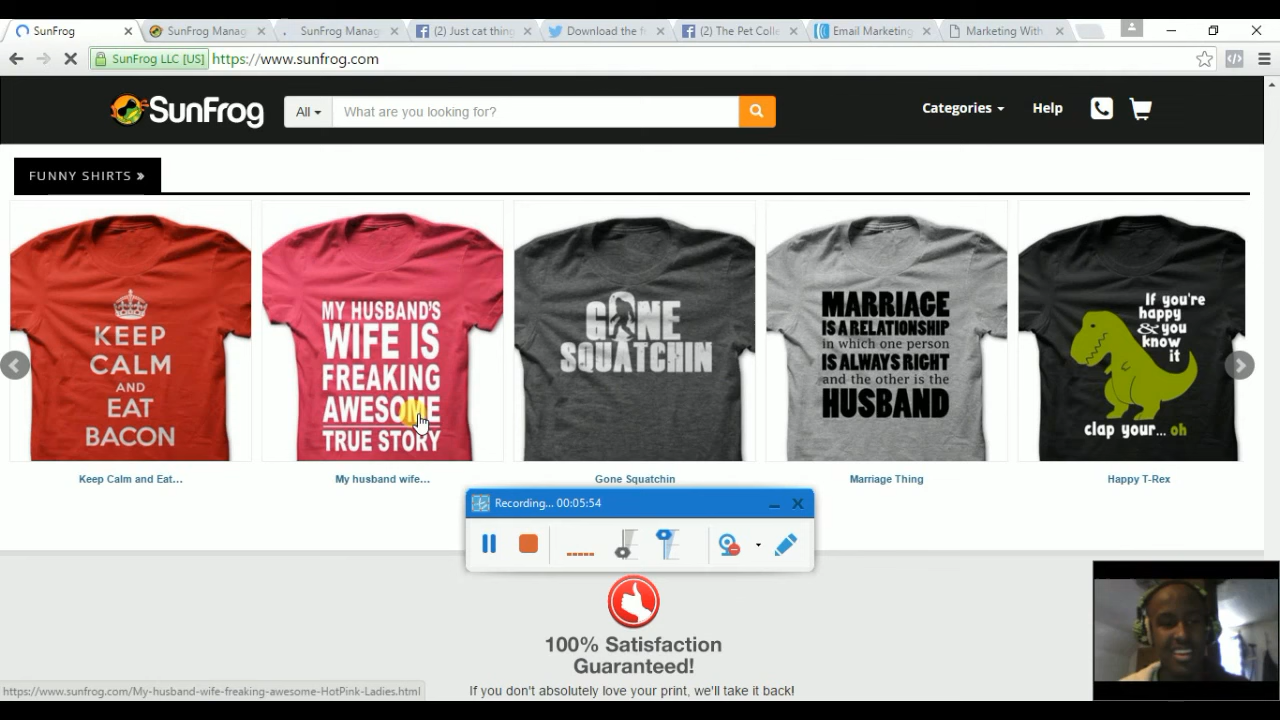 SunFrog
SunFrog Manag
SunFrog Manag
(2) Just cat thing
Download the f
(2) The Pet Colle
Email Marketing
Marketing With
SunFrog LLC [US]
https://www.sunfrog.com
SunFrog
All
What are you looking for?
Categories
Help
FUNNY SHIRTS »
KEEP
CALM
AND
EAT
BACON
MY HUSBAND'S
WIFE IS
FREAKING
AWESOME
TRUE STORY
GONE
SQUATCHIN
MARRIAGE
IS A RELATIONSHIP
in which one person
IS ALWAYS RIGHT
and the other is the
HUSBAND
If you're
happy
& you
know
it
clap your... oh
Keep Calm and Eat...
My husband wife...
Gone Squatchin
Marriage Thing
Happy T-Rex
Recording... 00:05:54
100% Satisfaction
Guaranteed!
If you don't absolutely love your print, we'll take it back!
https://www.sunfrog.com/My-husband-wife-freaking-awesome-HotPink-Ladies.html